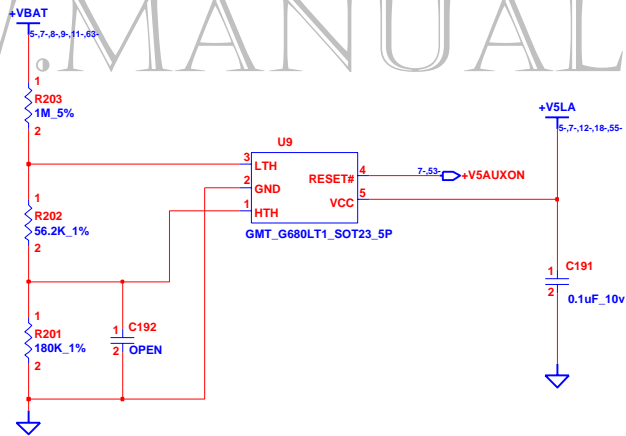 .MANUAL
+VBAT
5-,7-,8-,9-,11-,63-
1
R203
1M_5%
2
+V5LA
5-,7-,12-,18-,55-
U9
3
LTH
RESET#
4
7-,53-
+V5AUXON
2
GND
VCC
5
1
HTH
GMT_G680LT1_SOT23_5P
1
R202
56.2K_1%
2
1
C191
2
0.1uF_10v
1
R201
180K_1%
2
1
C192
2
OPEN